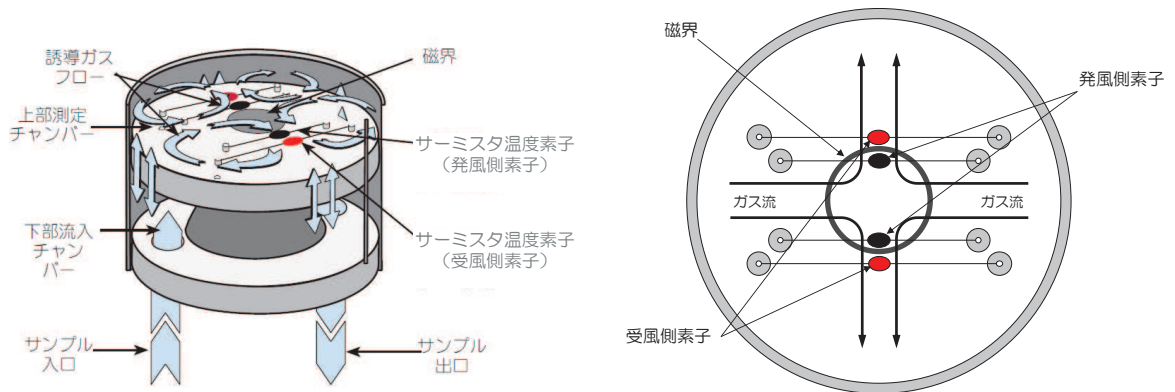 誘導ガス
フロー
磁界
上部測定
チャンバー
サーミスタ温度素子
（発風側素子）
下部流入
チャン
バー
サーミスタ温度素子
（受風側素子）
サンプル
入口
サンプル
出口
磁界
発風側素子
ガス流
ガス流
受風側素子